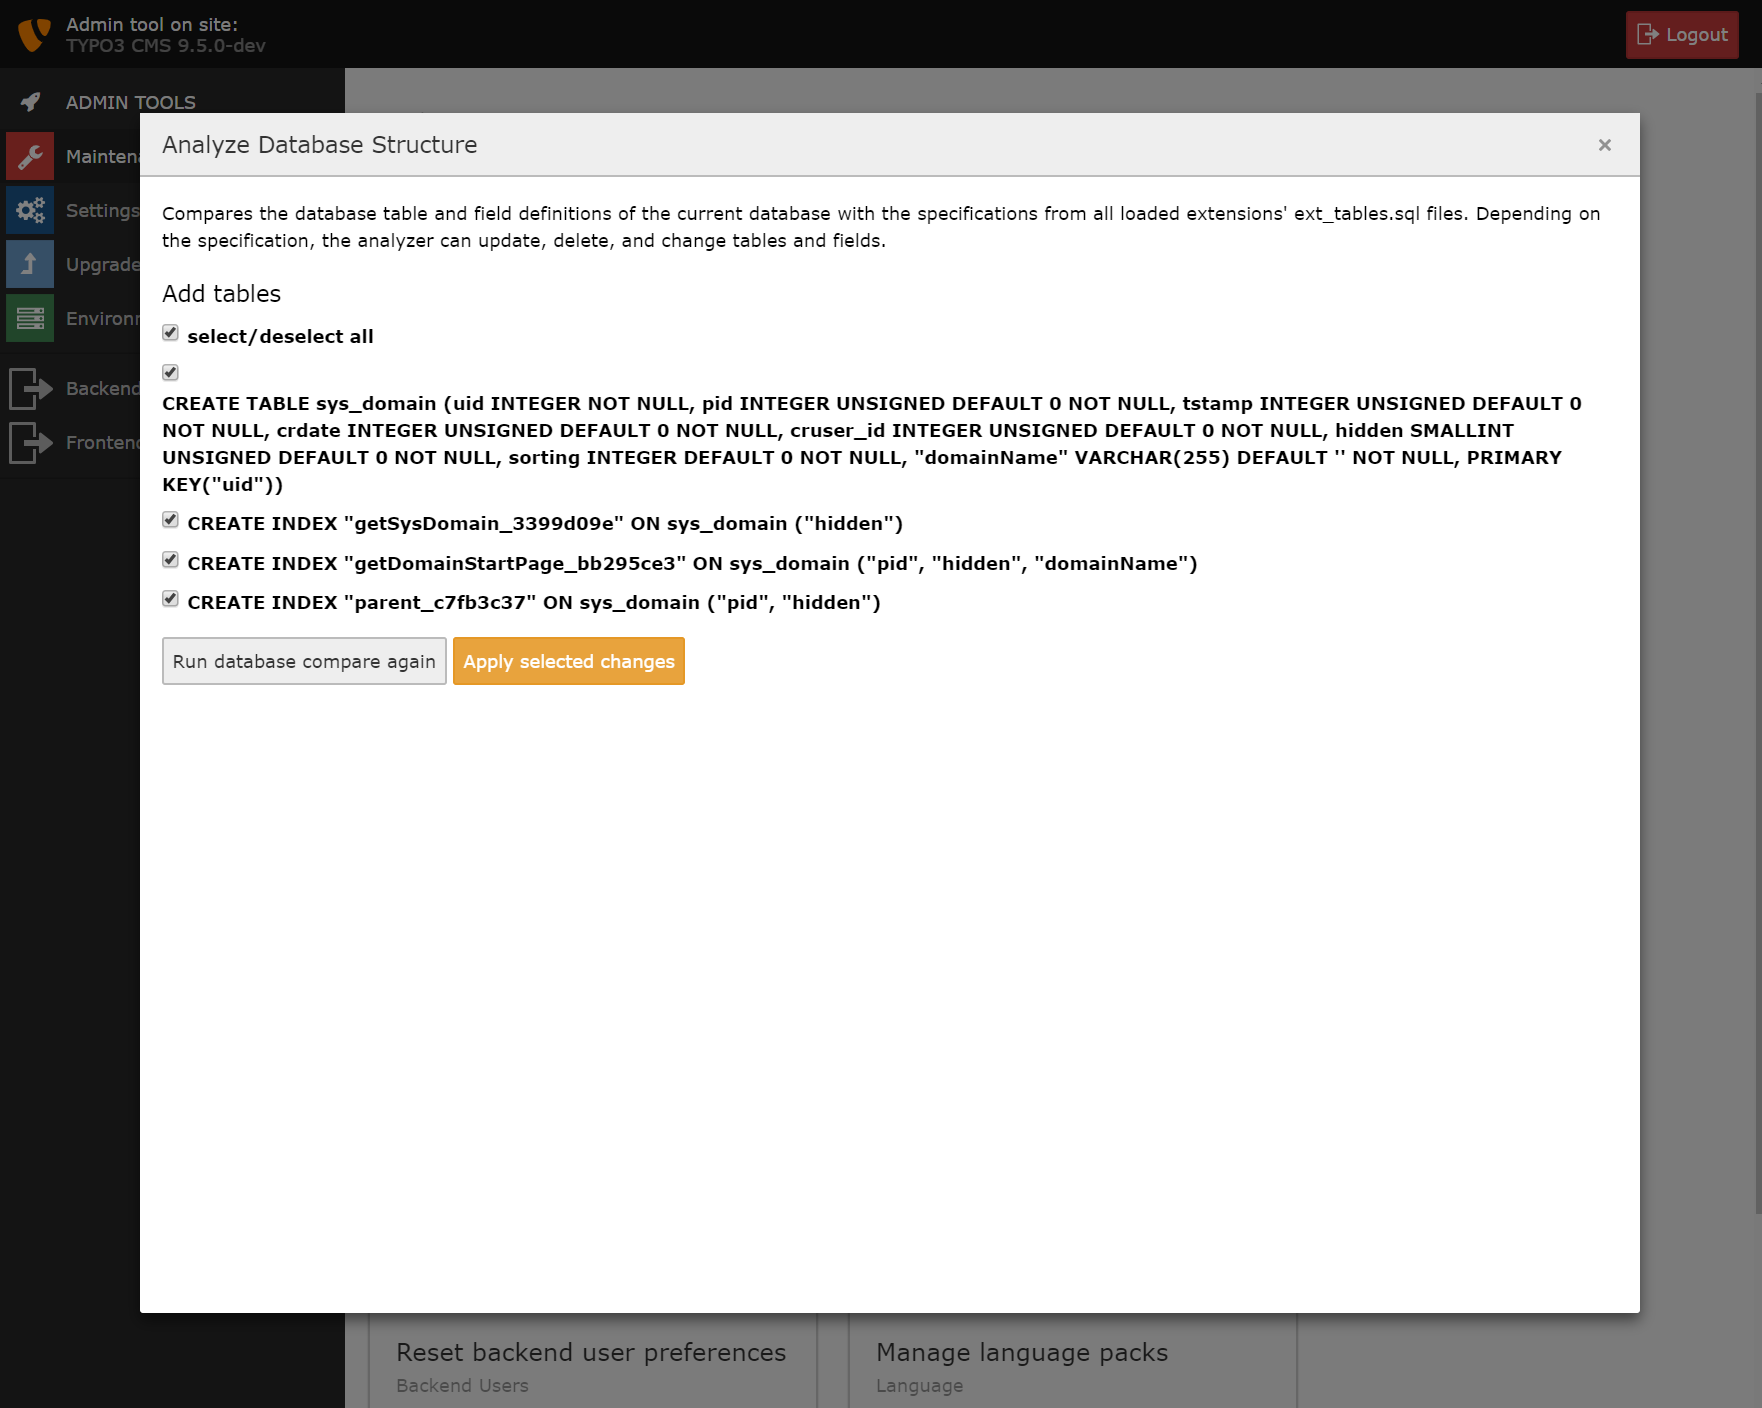 Admin tool on site:
TYPO3 CMS 9.5.0-dev
Logout
ADMIN TOOLS
Settings
Backend
Analyze Database Structure
×
Compares the database table and field definitions of the current database with the specifications from all loaded extensions' ext_tables.sql files. Depending on
the specification, the analyzer can update, delete, and change tables and fields.
Add tables
select/deselect all
CREATE TABLE sys_domain (uid INTEGER NOT NULL, pid INTEGER UNSIGNED DEFAULT 0 NOT NULL, tstamp INTEGER UNSIGNED DEFAULT 0
NOT NULL, crdate INTEGER UNSIGNED DEFAULT 0 NOT NULL, cruser_id INTEGER UNSIGNED DEFAULT 0 NOT NULL, hidden SMALLINT
UNSIGNED DEFAULT 0 NOT NULL, sorting INTEGER DEFAULT 0 NOT NULL, "domainName" VARCHAR(255) DEFAULT '' NOT NULL, PRIMARY
KEY("uid"))
CREATE INDEX "getSysDomain_3399d09e" ON sys_domain ("hidden")
CREATE INDEX "getDomainStartPage_bb295ce3" ON sys_domain ("pid", "hidden", "domainName")
CREATE INDEX "parent_c7fb3c37" ON sys_domain ("pid", "hidden")
Run database compare again
Apply selected changes
Reset backend user preferences
Backend Users
Manage language packs
Language